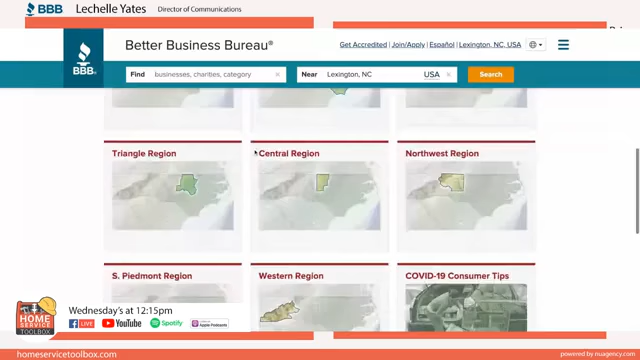 BBB Lechelle Yates Director of Communications
Better Business Bureau®
Get Accredited | Join/Apply | Español | Lexington, NC, USA
BBB.
Find businesses, charities, category × Near Lexington, NC USA × Search
Triangle Region Central Region Northwest Region
S. Piedmont Region Western Region COVID-19 Consumer Tips
HOME SERVICE TOOLBOX
Wednesday's at 12:15pm
LIVE YouTube Spotify Listen on Apple Podcasts
homeservicetoolbox.com powered by nuagency.com